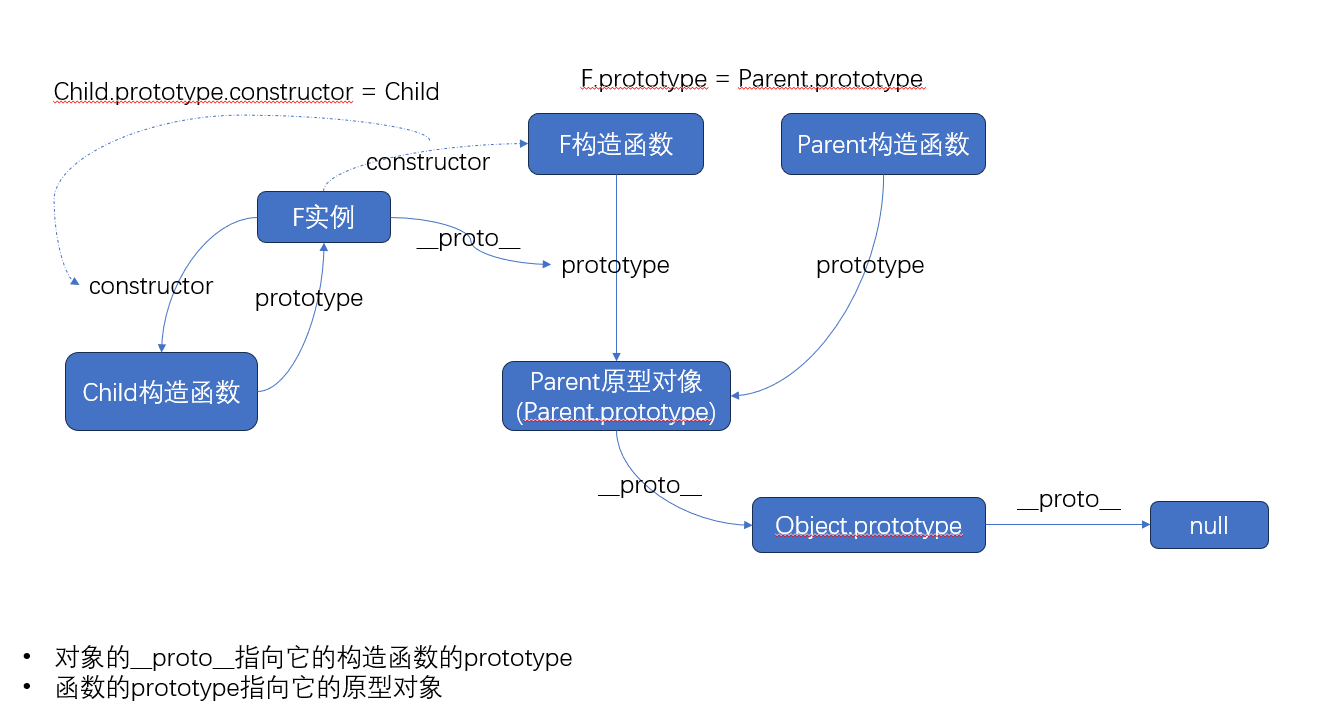 F.prototype = Parent.prototype
Child.prototype.constructor = Child
F构造函数
Parent构造函数
constructor
F实例
__proto__
prototype
prototype
constructor
prototype
Child构造函数
Parent原型对像
(Parent.prototype)
__proto__
__proto__
Object.prototype
null
• 对象的__proto__指向它的构造函数的prototype
• 函数的prototype指向它的原型对象